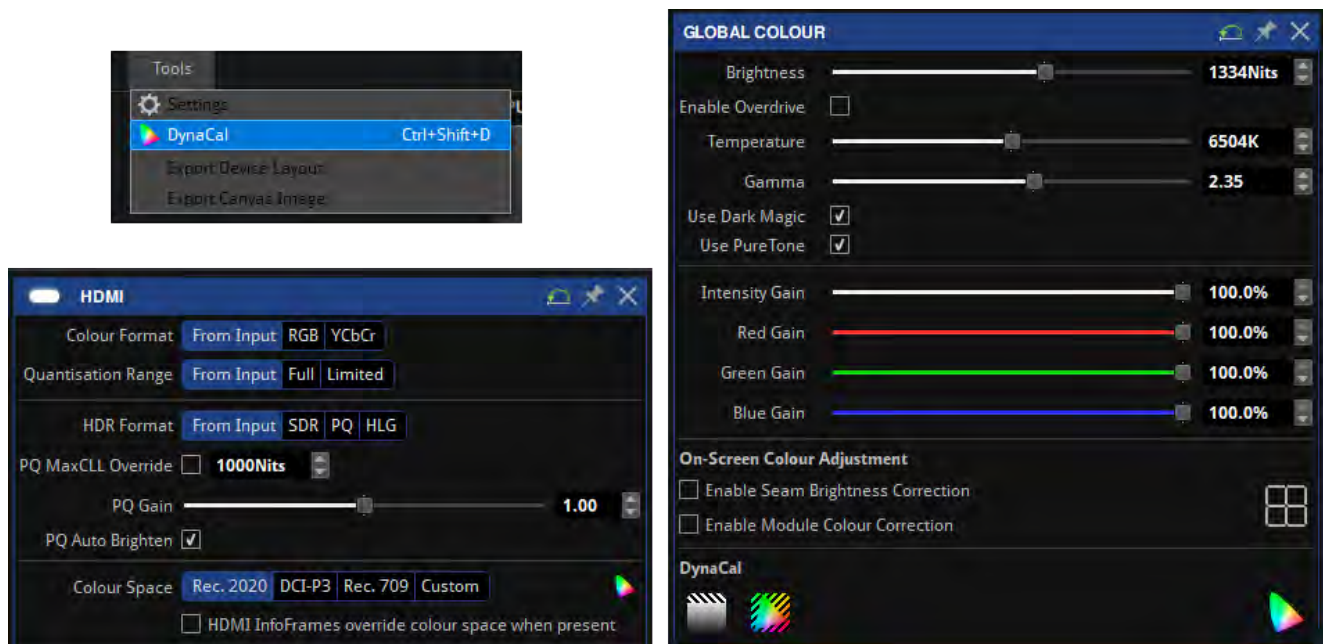 Tools
Settings
DynaCal Ctrl+Shift+D
Export Device Layout
Export Canvas Image
HDMI
Colour Format From Input RGB YCbCr
Quantisation Range From Input Full Limited
HDR Format From Input SDR PQ HLG
PQ MaxCLL Override 1000Nits
PQ Gain 1.00
PQ Auto Brighten
Colour Space Rec. 2020 DCI-P3 Rec. 709 Custom
HDMI InfoFrames override colour space when present
GLOBAL COLOUR
Brightness 1334Nits
Enable Overdrive
Temperature 6504K
Gamma 2.35
Use Dark Magic
Use PureTone
Intensity Gain 100.0%
Red Gain 100.0%
Green Gain 100.0%
Blue Gain 100.0%
On-Screen Colour Adjustment
Enable Seam Brightness Correction
Enable Module Colour Correction
DynaCal